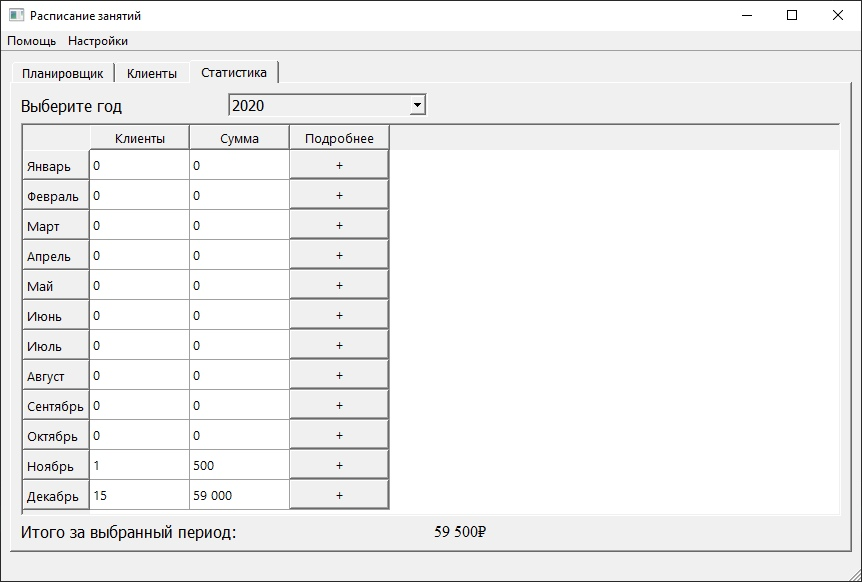 Расписание занятий
Помощь Настройки
Планировщик Клиенты Статистика
Выберите год 2020
Клиенты Сумма Подробнее
Январь 0 0 +
Февраль 0 0 +
Март 0 0 +
Апрель 0 0 +
Май 0 0 +
Июнь 0 0 +
Июль 0 0 +
Август 0 0 +
Сентябрь 0 0 +
Октябрь 0 0 +
Ноябрь 1 500 +
Декабрь 15 59 000 +
Итого за выбранный период: 59 500₽